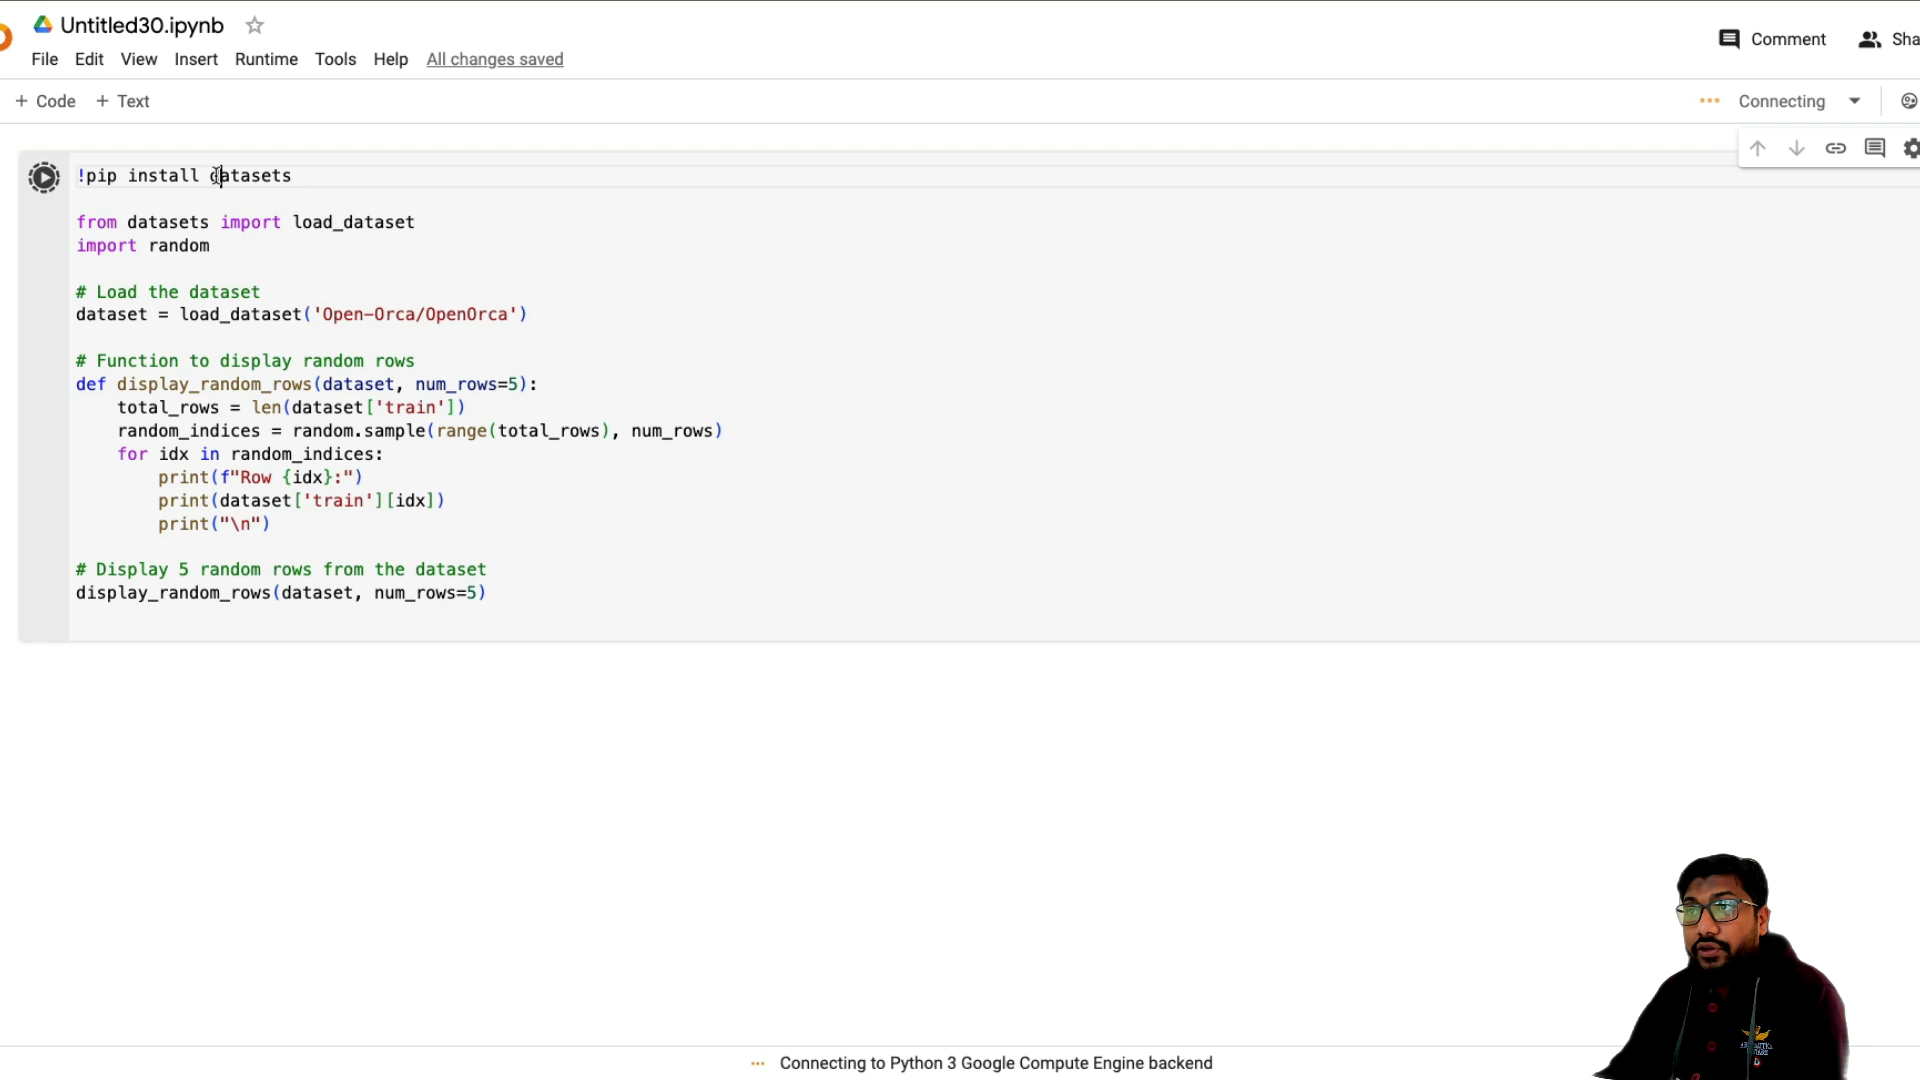 Untitled30.ipynb
File Edit View Insert Runtime Tools Help All changes saved
Comment
+ Code + Text
Connecting
!pip install datasets
from datasets import load_dataset
import random
# Load the dataset
dataset = load_dataset('Open-Orca/OpenOrca')
# Function to display random rows
def display_random_rows(dataset, num_rows=5):
    total_rows = len(dataset['train'])
    random_indices = random.sample(range(total_rows), num_rows)
    for idx in random_indices:
        print(f"Row {idx}:")
        print(dataset['train'][idx])
        print("\n")
# Display 5 random rows from the dataset
display_random_rows(dataset, num_rows=5)
Connecting to Python 3 Google Compute Engine backend